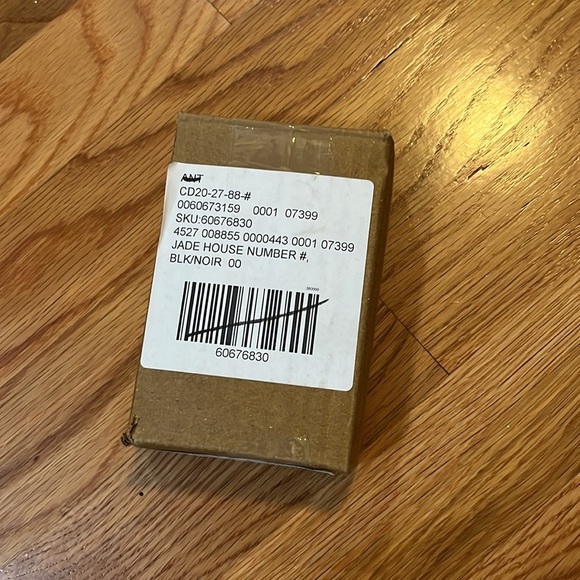 ANT
CD20-27-88-#
0060673159 0001 07399
SKU:60676830
4527 008855 0000443 0001 07399
JADE HOUSE NUMBER #,
BLK/NOIR 00
60676830